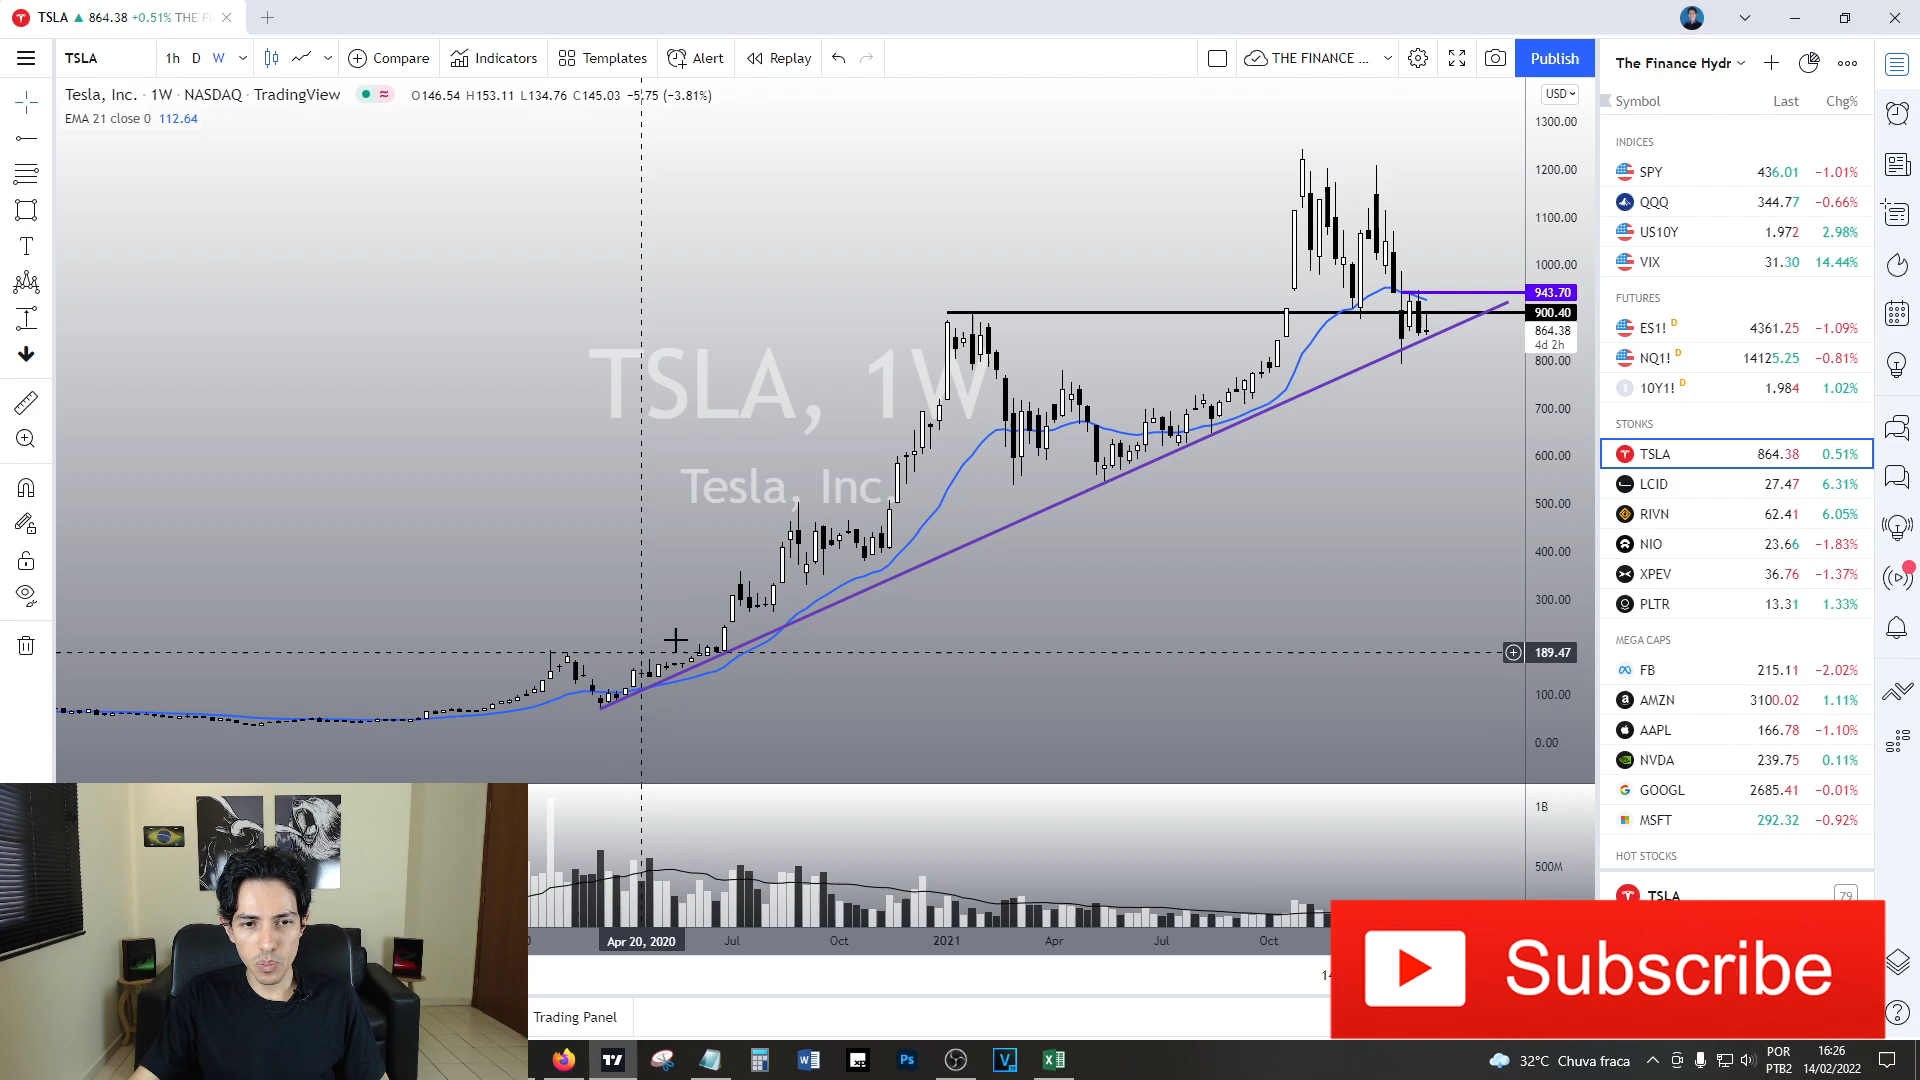 TSLA ▲ 864.38 +0.51% THE FI
TSLA
1h D W
Compare
Indicators
Templates
Alert
Replay
THE FINANCE ...
Publish
The Finance Hydr
Tesla, Inc. · 1W · NASDAQ · TradingView
O146.54 H153.11 L134.76 C145.03 −5.75 (−3.81%)
EMA 21 close 0 112.64
USD
1300.00
1200.00
1100.00
1000.00
943.70
900.40
864.38
4d 2h
800.00
700.00
600.00
500.00
400.00
300.00
189.47
100.00
0.00
1B
500M
TSLA, 1W
Tesla, Inc.
Apr 20, 2020
Jul
Oct
2021
Apr
Jul
Oct
14
Trading Panel
Symbol Last Chg%
INDICES
SPY 436.01 −1.01%
QQQ 344.77 −0.66%
US10Y 1.972 2.98%
VIX 31.30 14.44%
FUTURES
ES1! D 4361.25 −1.09%
NQ1! D 14125.25 −0.81%
10Y1! D 1.984 1.02%
STONKS
TSLA 864.38 0.51%
LCID 27.47 6.31%
RIVN 62.41 6.05%
NIO 23.66 −1.83%
XPEV 36.76 −1.37%
PLTR 13.31 1.33%
MEGA CAPS
FB 215.11 −2.02%
AMZN 3100.02 1.11%
AAPL 166.78 −1.10%
NVDA 239.75 0.11%
GOOGL 2685.41 −0.01%
MSFT 292.32 −0.92%
HOT STOCKS
TSLA 79
Subscribe
32°C Chuva fraca
POR
PTB2
16:26
14/02/2022